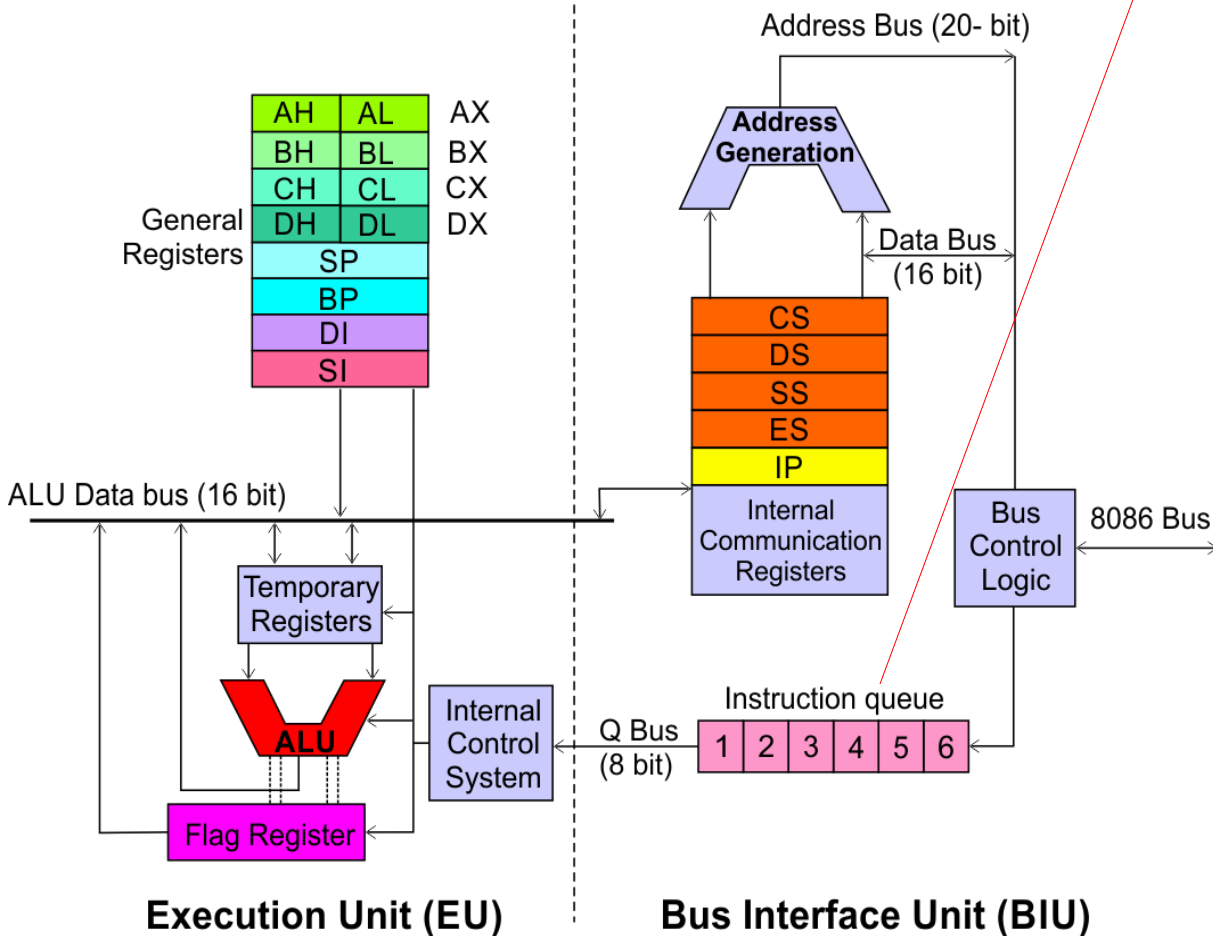 Address Bus (20- bit)
AH AL AX
BH BL BX
CH CL CX
DH DL DX
General
Registers
SP
BP
DI
SI
ALU Data bus (16 bit)
Temporary
Registers
ALU
Flag Register
Internal
Control
System
Execution Unit (EU)
Address
Generation
Data Bus
(16 bit)
CS
DS
SS
ES
IP
Internal
Communication
Registers
Bus
Control
Logic
8086 Bus
Instruction queue
Q Bus
(8 bit)
1 2 3 4 5 6
Bus Interface Unit (BIU)